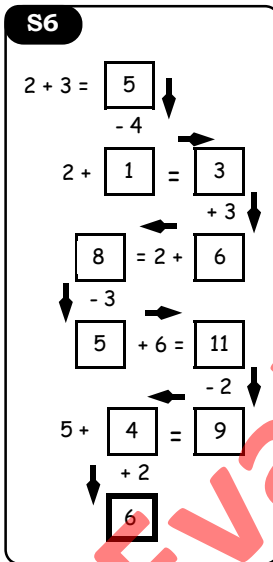 S6
2 + 3 = 5
- 4
2 + 1 = 3
+ 3
8 = 2 + 6
- 3
5 + 6 = 11
- 2
5 + 4 = 9
+ 2
6